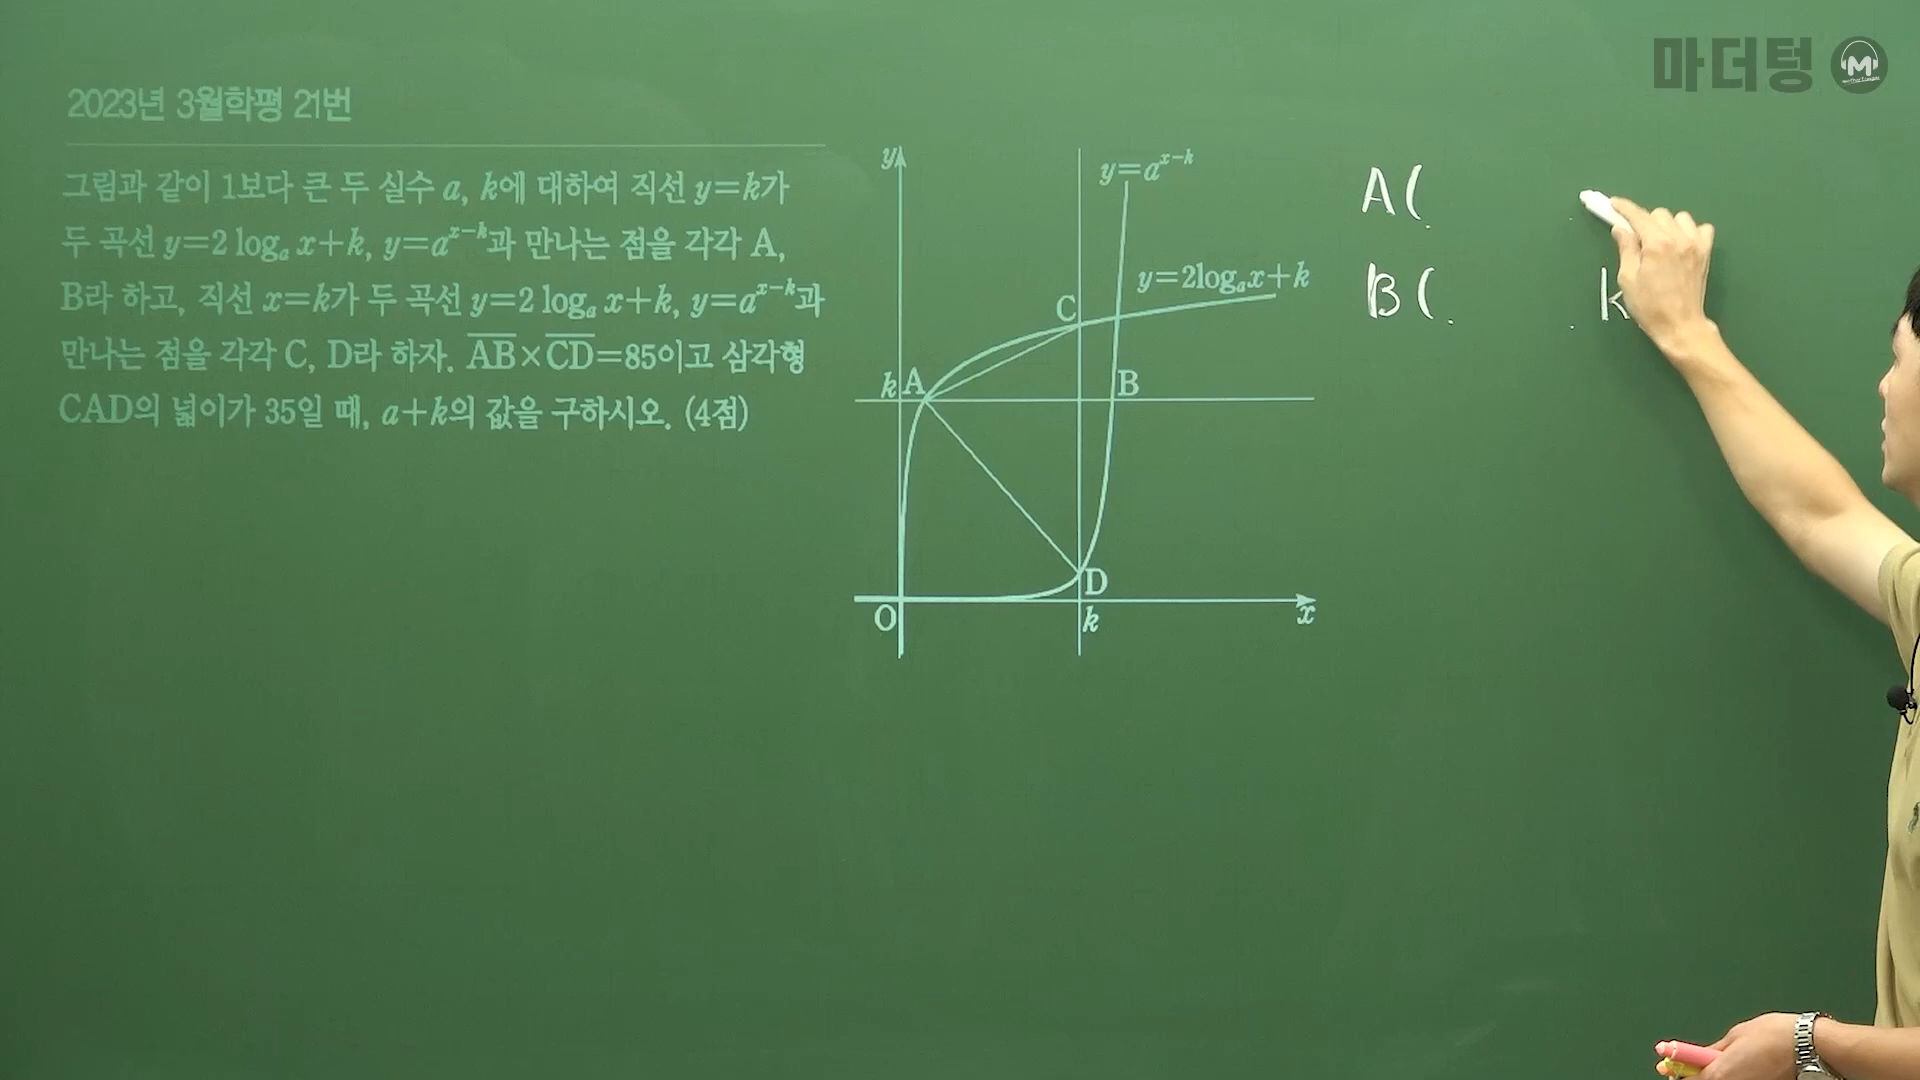 마더텅
2023년 3월학평 21번
그림과 같이 1보다 큰 두 실수 a, k에 대하여 직선 y=k가
두 곡선 y=2 logₐ x+k, y=a^{x-k}과 만나는 점을 각각 A,
B라 하고, 직선 x=k가 두 곡선 y=2 logₐ x+k, y=a^{x-k}과
만나는 점을 각각 C, D라 하자. \overline{AB}×\overline{CD}=85이고 삼각형
CAD의 넓이가 35일 때, a+k의 값을 구하시오. (4점)
y
y=a^{x-k}
y=2logₐx+k
C
k A
B
D
O
k
x
A(
B( , k